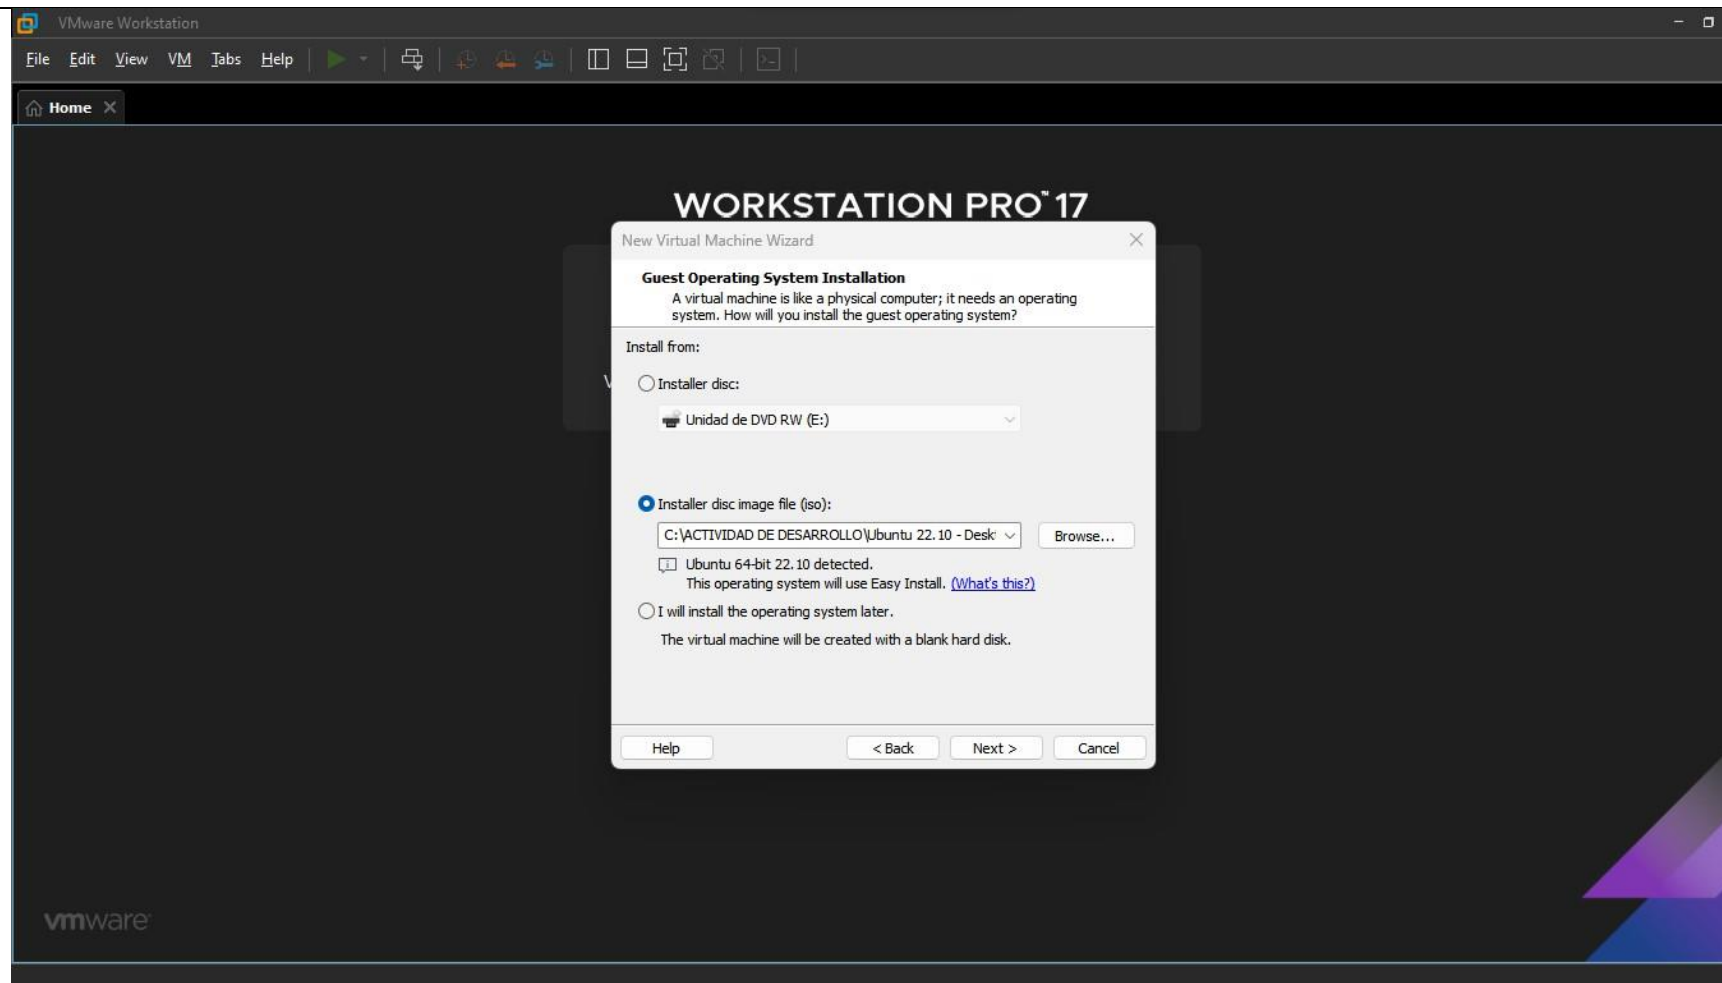 VMware Workstation
File Edit View VM Tabs Help
Home
WORKSTATION PRO™ 17
New Virtual Machine Wizard
Guest Operating System Installation
A virtual machine is like a physical computer; it needs an operating
system. How will you install the guest operating system?
Install from:
V
Installer disc:
Unidad de DVD RW (E:)
Installer disc image file (iso):
C:\ACTIVIDAD DE DESARROLLO\Ubuntu 22.10 - Desk
Browse...
Ubuntu 64-bit 22.10 detected.
This operating system will use Easy Install. (What's this?)
I will install the operating system later.
The virtual machine will be created with a blank hard disk.
Help < Back Next > Cancel
vmware